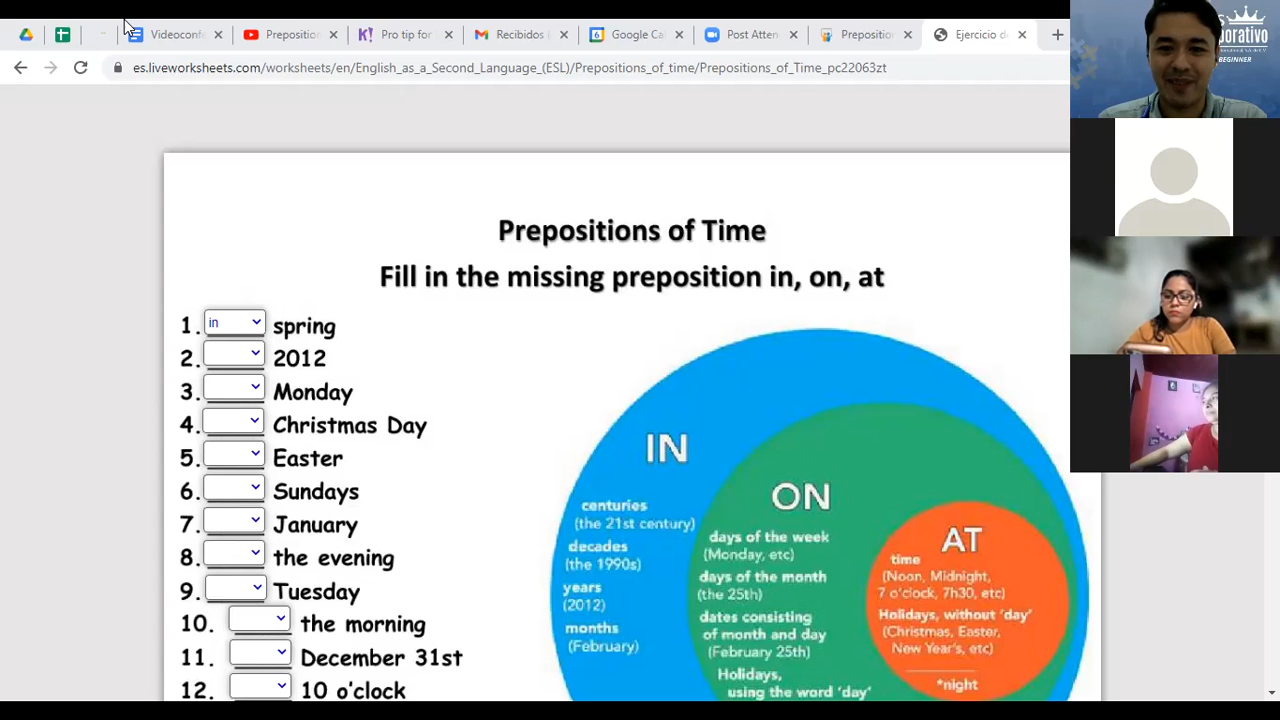 Videoconf
Preposition
Pro tip for
Recibidos
Google Cal
Post Atten
Prepositio
Ejercicio d
es.liveworksheets.com/worksheets/en/English_as_a_Second_Language_(ESL)/Prepositions_of_time/Prepositions_of_Time_pc22063zt
porativo
BEGINNER
Prepositions of Time
Fill in the missing preposition in, on, at
1. in spring
2. 2012
3. Monday
4. Christmas Day
5. Easter
6. Sundays
7. January
8. the evening
9. Tuesday
10. the morning
11. December 31st
12. 10 o'clock
IN
centuries
(the 21st century)
decades
(the 1990s)
years
(2012)
months
(February)
ON
days of the week
(Monday, etc)
days of the month
(the 25th)
dates consisting
of month and day
(February 25th)
Holidays,
using the word 'day'
AT
time
(Noon, Midnight,
7 o'clock, 7h30, etc)
Holidays, without 'day'
(Christmas, Easter,
New Year's, etc)
*night